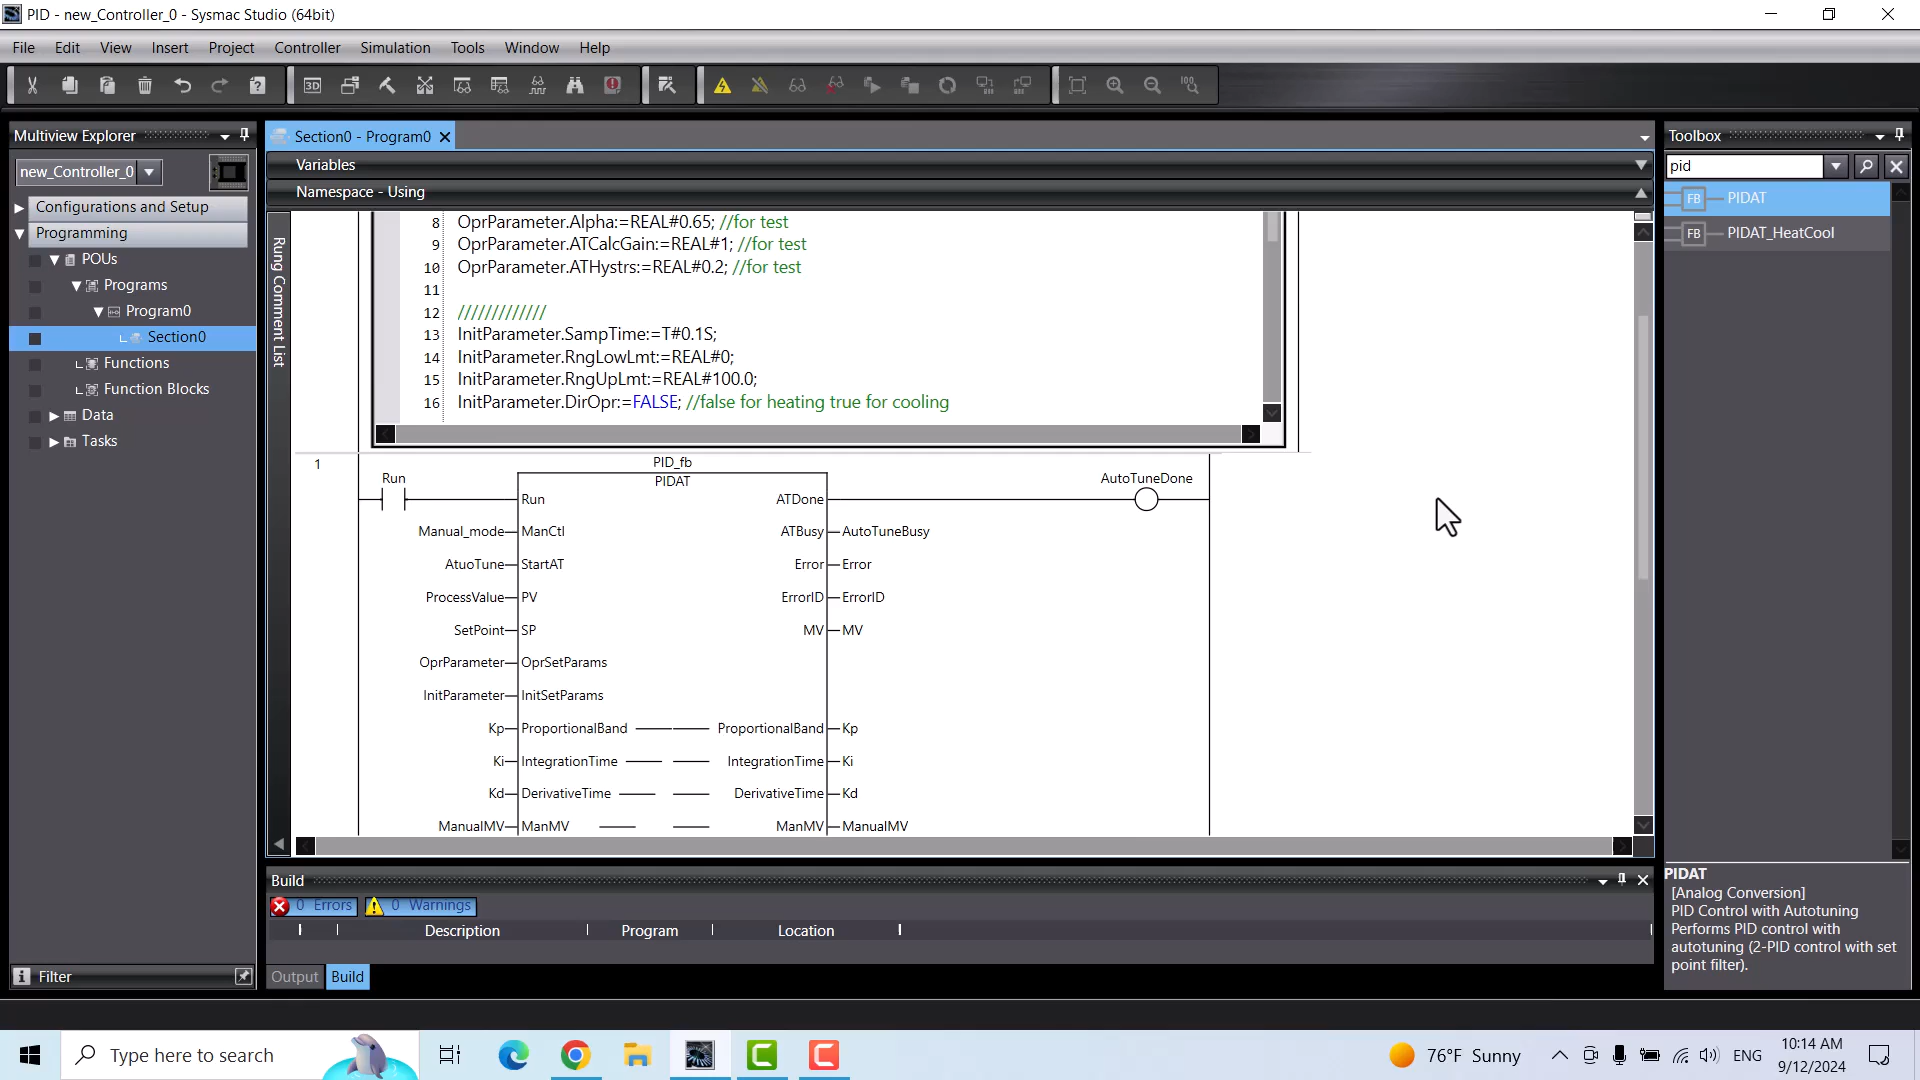 PID - new_Controller_0 - Sysmac Studio (64bit)
File Edit View Insert Project Controller Simulation Tools Window Help
3D
100%
Multiview Explorer
new_Controller_0
Configurations and Setup
Programming
POUs
Programs
Program0
Section0
Functions
Function Blocks
Data
Tasks
Filter
Section0 - Program0
Variables
Namespace - Using
Rung Comment List
8 OprParameter.Alpha:=REAL#0.65; //for test
9 OprParameter.ATCalcGain:=REAL#1; //for test
10 OprParameter.ATHystrs:=REAL#0.2; //for test
11
12 /////////////
13 InitParameter.SampTime:=T#0.1S;
14 InitParameter.RngLowLmt:=REAL#0;
15 InitParameter.RngUpLmt:=REAL#100.0;
16 InitParameter.DirOpr:=FALSE; //false for heating true for cooling
1
PID_fb
PIDAT
Run Run ATDone AutoTuneDone
Manual_mode ManCtl ATBusy AutoTuneBusy
AtuoTune StartAT Error Error
ProcessValue PV ErrorID ErrorID
SetPoint SP MV MV
OprParameter OprSetParams
InitParameter InitSetParams
Kp ProportionalBand ProportionalBand Kp
Ki IntegrationTime IntegrationTime Ki
Kd DerivativeTime DerivativeTime Kd
ManualMV ManMV ManMV ManualMV
Build
0 Errors 0 Warnings
Description Program Location
Output Build
Toolbox
pid
FB PIDAT
FB PIDAT_HeatCool
PIDAT
[Analog Conversion]
PID Control with Autotuning
Performs PID control with
autotuning (2-PID control with set
point filter).
Type here to search
76°F Sunny
ENG
10:14 AM
9/12/2024